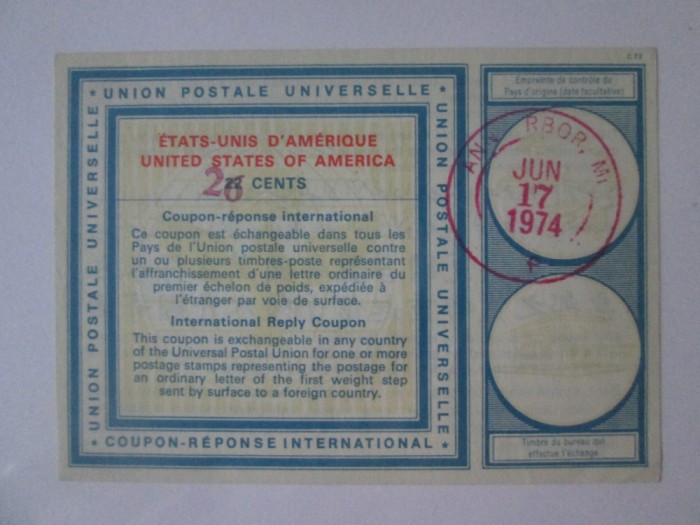 C 22
★ UNION POSTALE UNIVERSELLE ★
UNION POSTALE UNIVERSELLE
UNION POSTALE UNIVERSELLE
ÉTATS-UNIS D'AMÉRIQUE
UNITED STATES OF AMERICA
26
22 CENTS
Coupon-réponse international
Ce coupon est échangeable dans tous les
Pays de l'Union postale universelle contre
un ou plusieurs timbres-poste représentant
l'affranchissement d'une lettre ordinaire du
premier échelon de poids, expédiée à
l'étranger par voie de surface.
International Reply Coupon
This coupon is exchangeable in any country
of the Universal Postal Union for one or more
postage stamps representing the postage for
an ordinary letter of the first weight step
sent by surface to a foreign country.
★ COUPON-RÉPONSE INTERNATIONAL ★
Empreinte de contrôle du
Pays d'origine (date facultative)
ANN ARBOR, MI
JUN
17
1974
Timbre du bureau qui
effectue l'échange